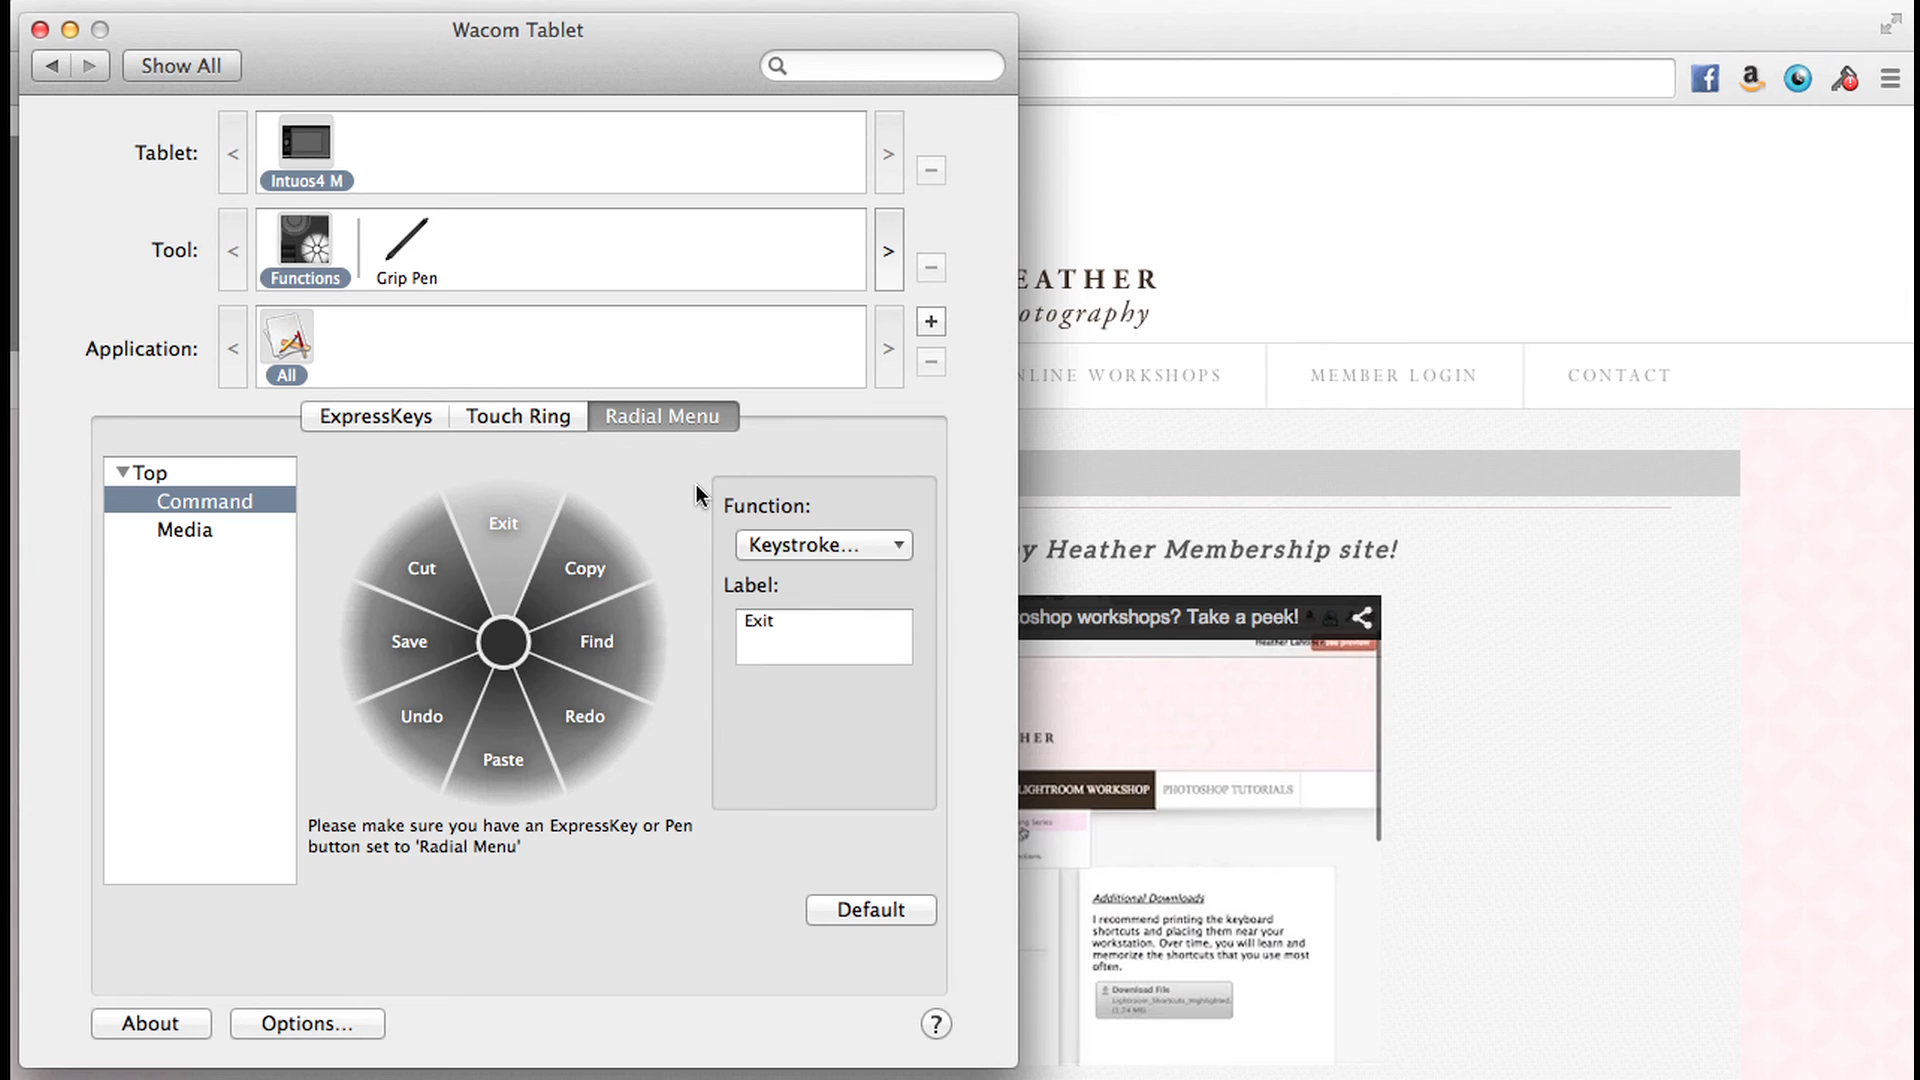 Wacom Tablet
Show All
Tablet:
Intuos4 M
Tool:
Functions
Grip Pen
Application:
All
ExpressKeys
Touch Ring
Radial Menu
Top
Command
Media
Exit
Cut
Copy
Save
Find
Undo
Redo
Paste
Function:
Keystroke...
Label:
Exit
Please make sure you have an ExpressKey or Pen
button set to 'Radial Menu'
Default
About
Options...
?
EATHER
otography
NLINE WORKSHOPS
MEMBER LOGIN
CONTACT
y Heather Membership site!
oshop workshops? Take a peek!
HER
LIGHTROOM WORKSHOP
PHOTOSHOP TUTORIALS
Additional Downloads
I recommend printing the keyboard
shortcuts and placing them near your
workstation. Over time, you will learn and
memorize the shortcuts that you use most
often.
Download File